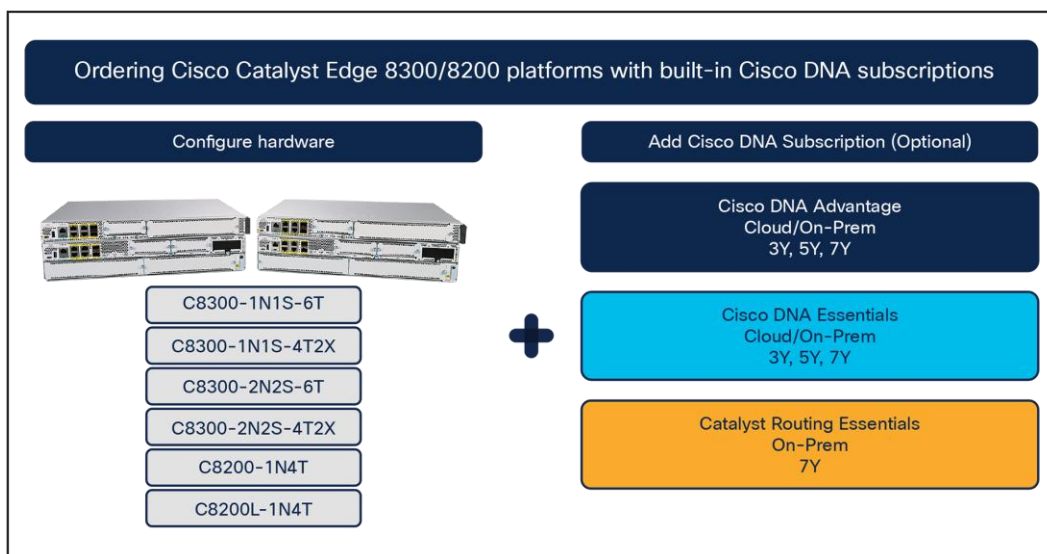 Ordering Cisco Catalyst Edge 8300/8200 platforms with built-in Cisco DNA subscriptions
Configure hardware
C8300-1N1S-6T
C8300-1N1S-4T2X
C8300-2N2S-6T
C8300-2N2S-4T2X
C8200-1N4T
C8200L-1N4T
Add Cisco DNA Subscription (Optional)
Cisco DNA Advantage
Cloud/On-Prem
3Y, 5Y, 7Y
Cisco DNA Essentials
Cloud/On-Prem
3Y, 5Y, 7Y
Catalyst Routing Essentials
On-Prem
7Y